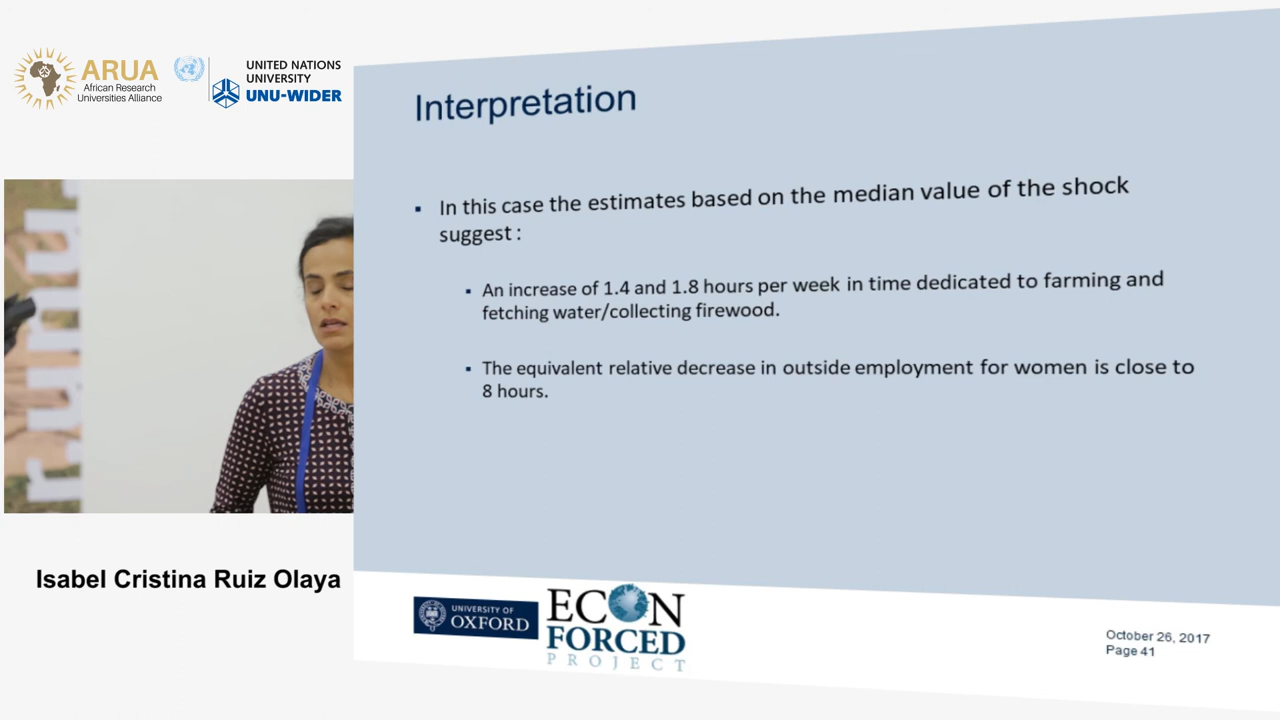 ARUA
African Research
Universities Alliance
UNITED NATIONS
UNIVERSITY
UNU-WIDER
Interpretation
▪ In this case the estimates based on the median value of the shock
suggest :
▪ An increase of 1.4 and 1.8 hours per week in time dedicated to farming and
fetching water/collecting firewood.
▪ The equivalent relative decrease in outside employment for women is close to
8 hours.
Isabel Cristina Ruiz Olaya
UNIVERSITY OF
OXFORD
ECON
FORCED
PROJECT
October 26, 2017
Page 41